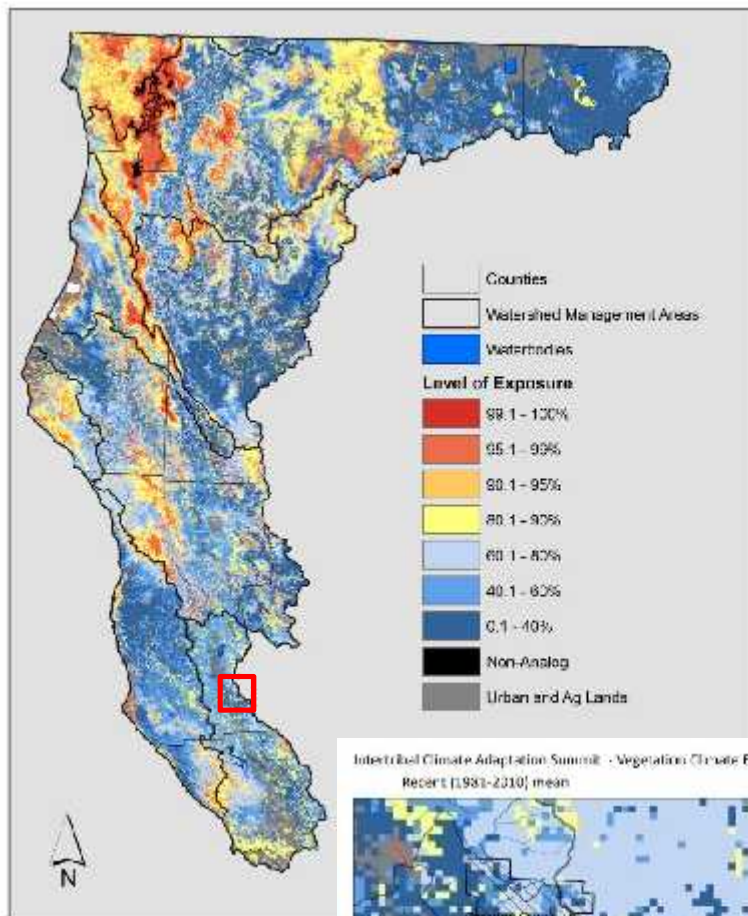 Counties
Watershed Management Areas
Waterbodies
Level of Exposure
99.1 - 100%
95.1 - 99%
90.1 - 95%
80.1 - 90%
60.1 - 80%
40.1 - 60%
0.1 - 40%
Non-Analog
Urban and Ag Lands
Intertribal Climate Adaptation Summit - Vegetation Climate
Recent (1981-2010) mean
N